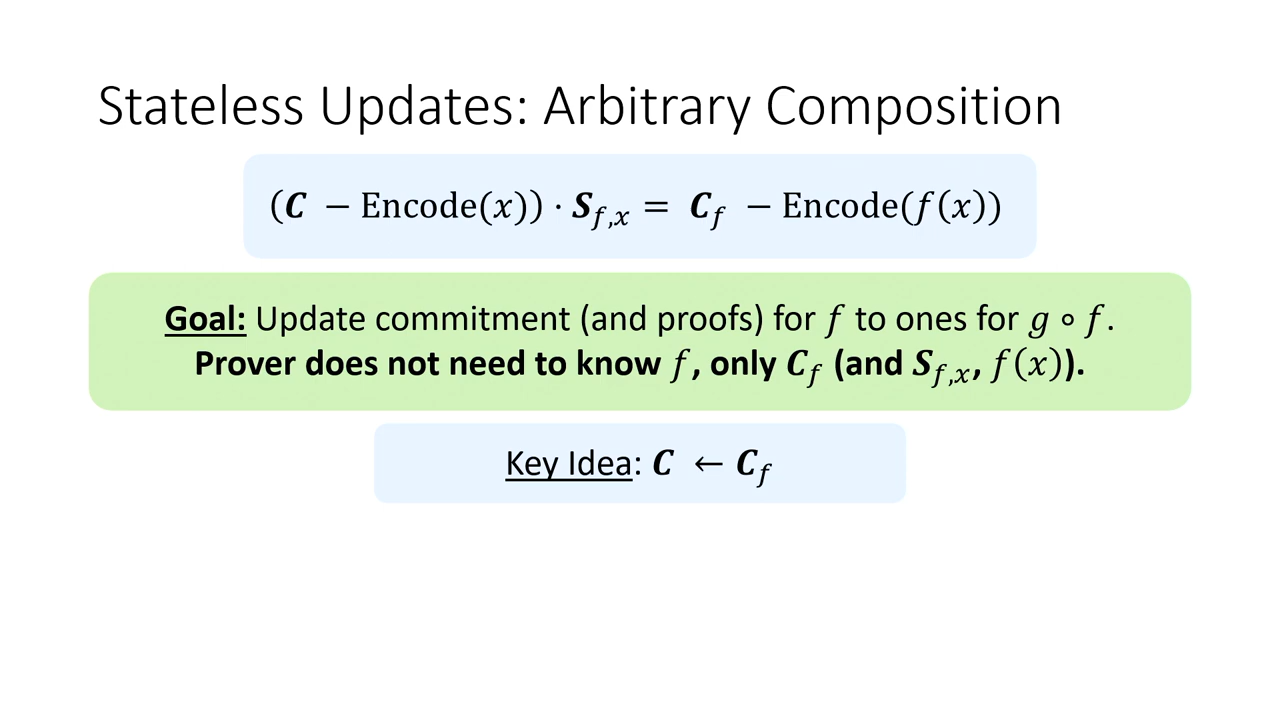 Stateless Updates: Arbitrary Composition
(𝑪 − Encode(𝑥)) · 𝑺_{𝑓,𝑥} = 𝑪_𝑓 − Encode(𝑓(𝑥))
Goal: Update commitment (and proofs) for 𝑓 to ones for 𝑔 ∘ 𝑓.
Prover does not need to know 𝑓, only 𝑪_𝑓 (and 𝑺_{𝑓,𝑥}, 𝑓(𝑥)).
Key Idea: 𝑪 ← 𝑪_𝑓